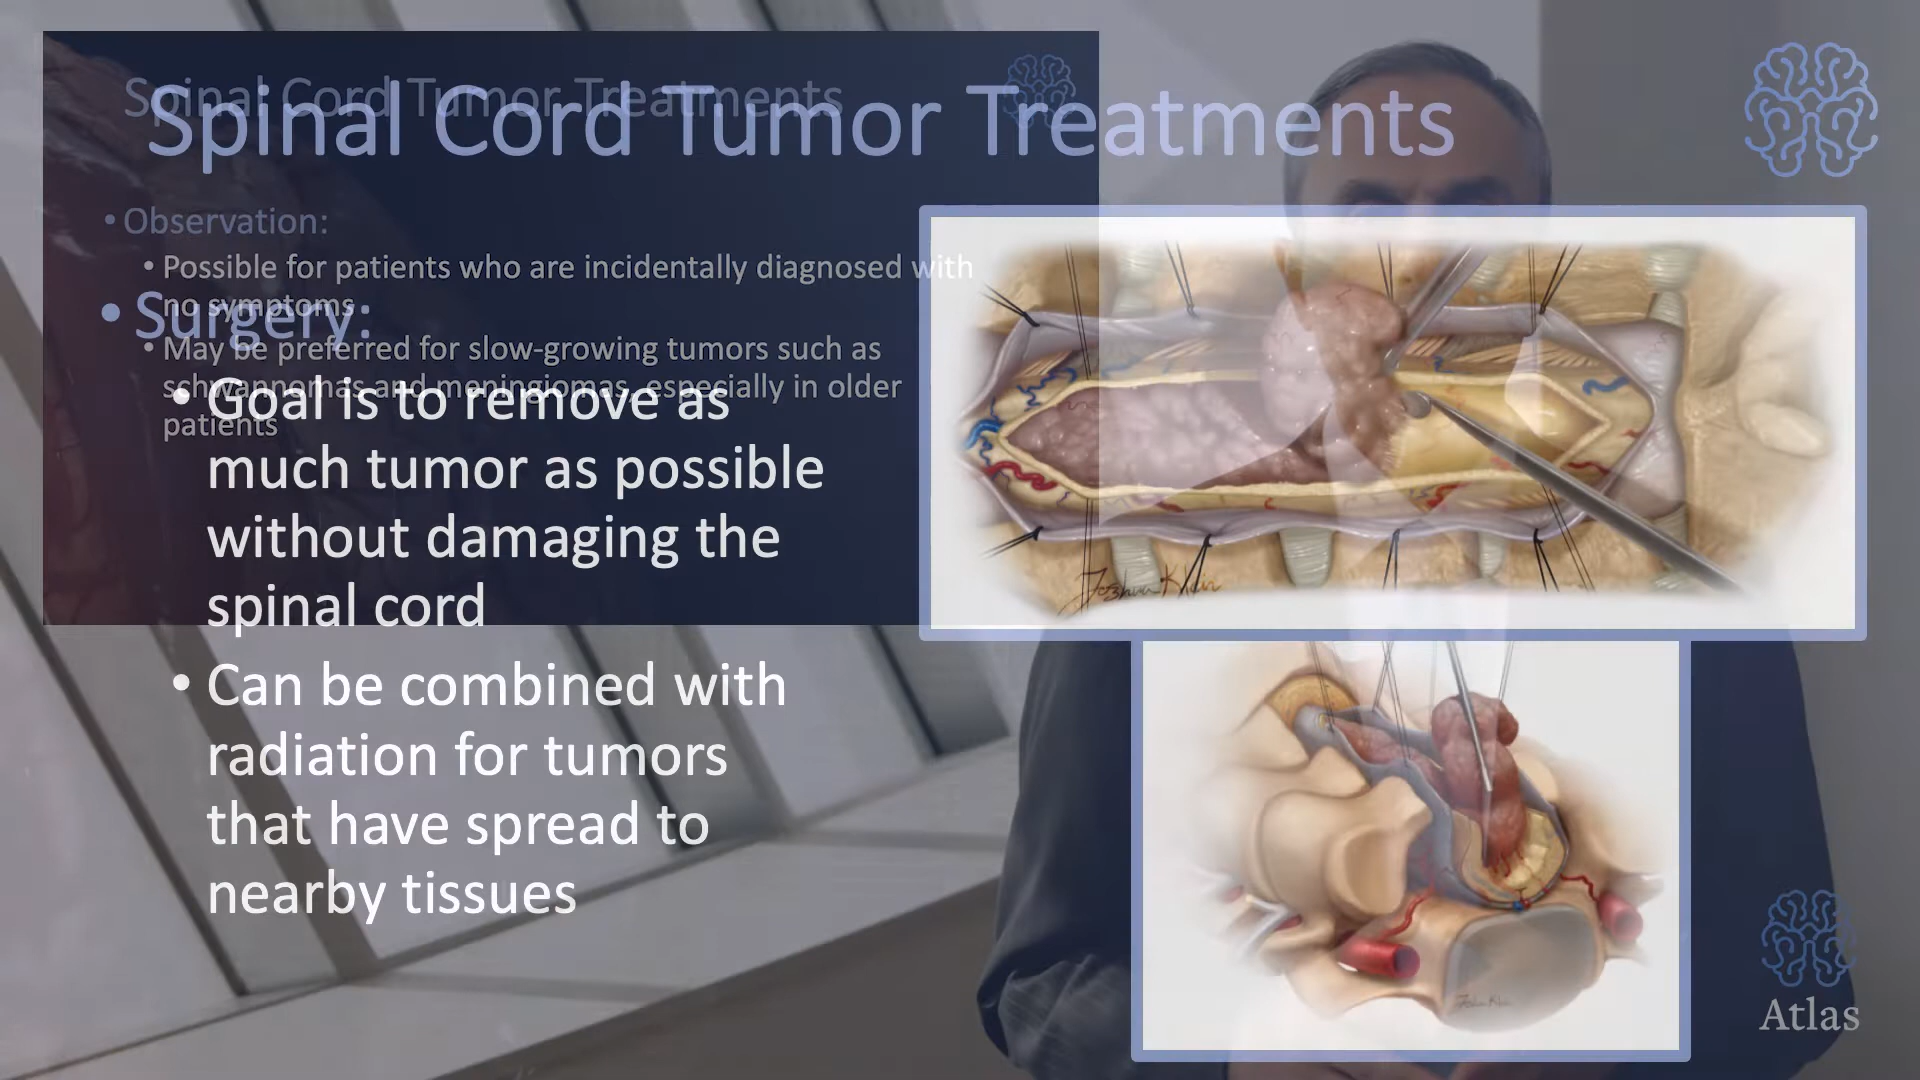 Spinal Cord Tumor Treatments
• Observation:
• Possible for patients who are incidentally diagnosed with
no symptoms
• May be preferred for slow-growing tumors such as
schwannomas and meningiomas, especially in older
patients
Spinal Cord Tumor Treatments
• Surgery:
• Goal is to remove as
much tumor as possible
without damaging the
spinal cord
• Can be combined with
radiation for tumors
that have spread to
nearby tissues
Joshua Klein
Atlas